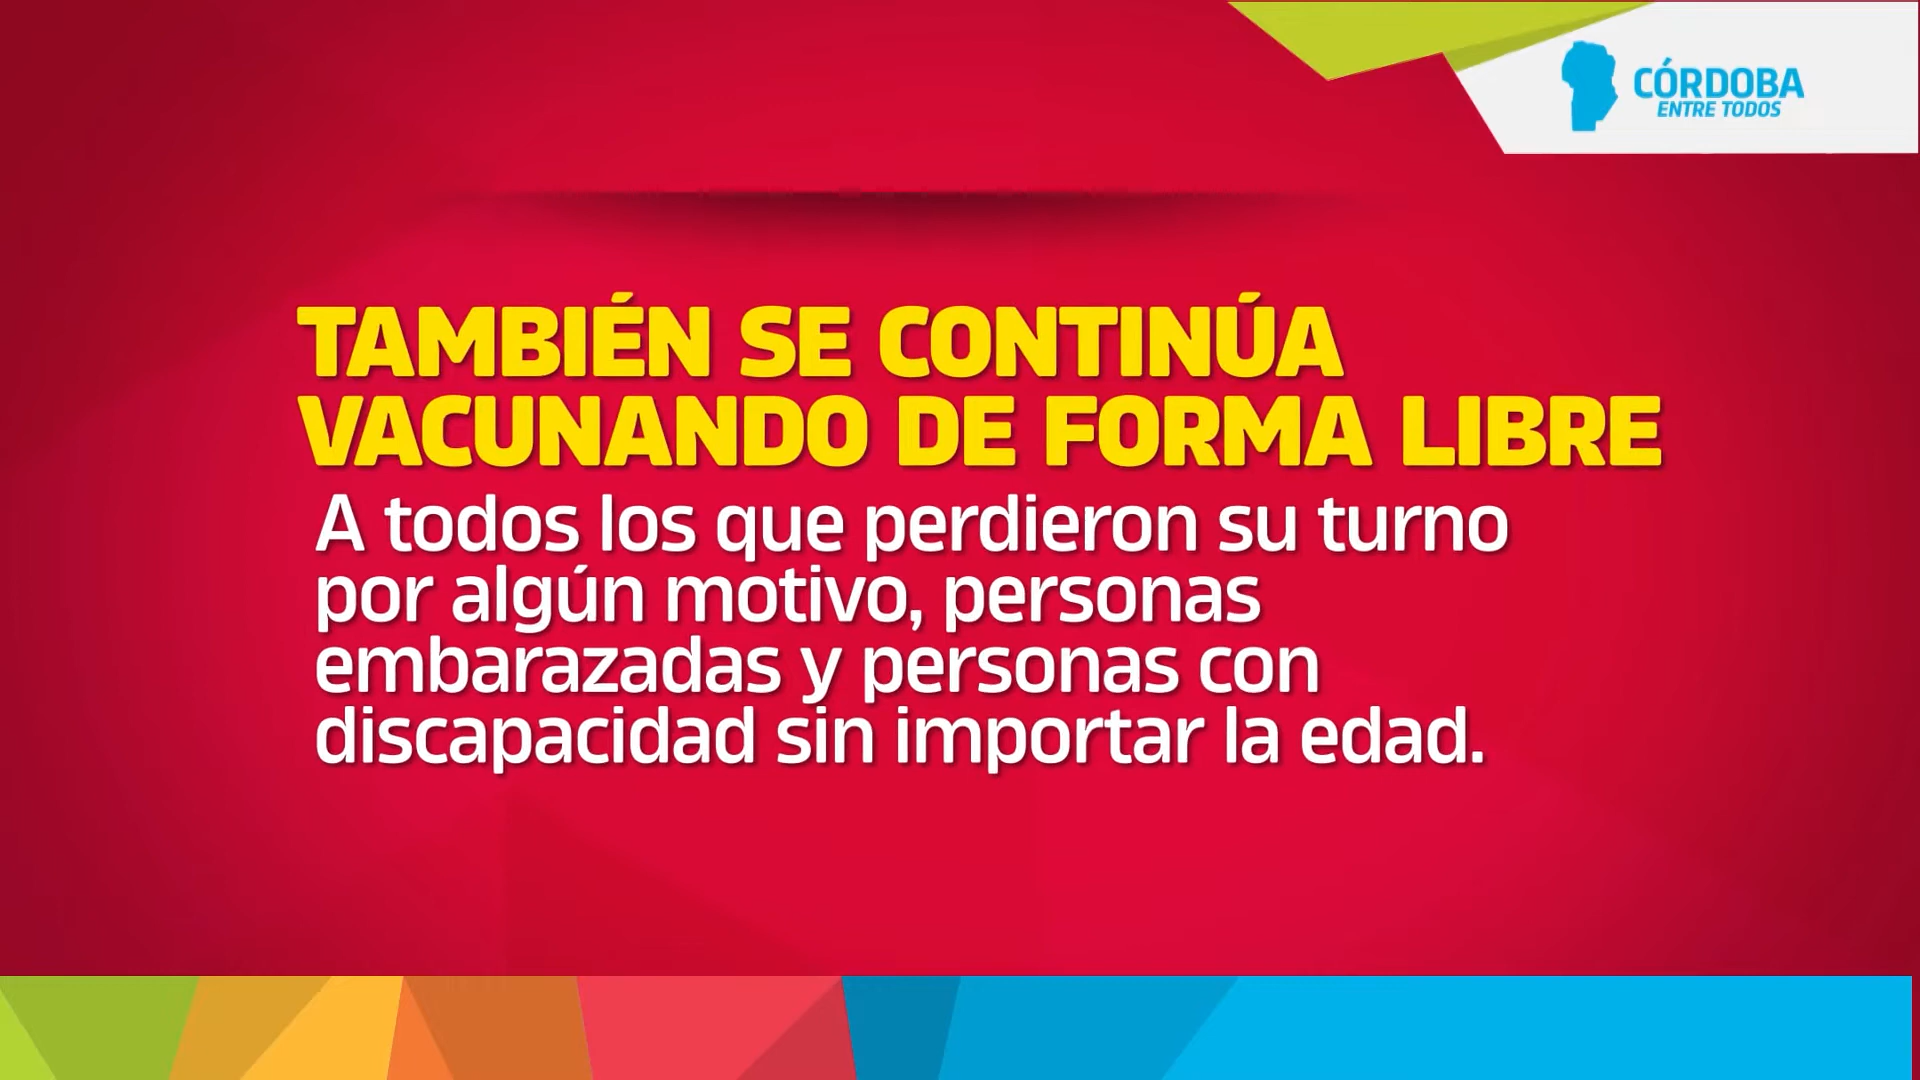 CÓRDOBA
ENTRE TODOS
TAMBIÉN SE CONTINÚA
VACUNANDO DE FORMA LIBRE
A todos los que perdieron su turno
por algún motivo, personas
embarazadas y personas con
discapacidad sin importar la edad.